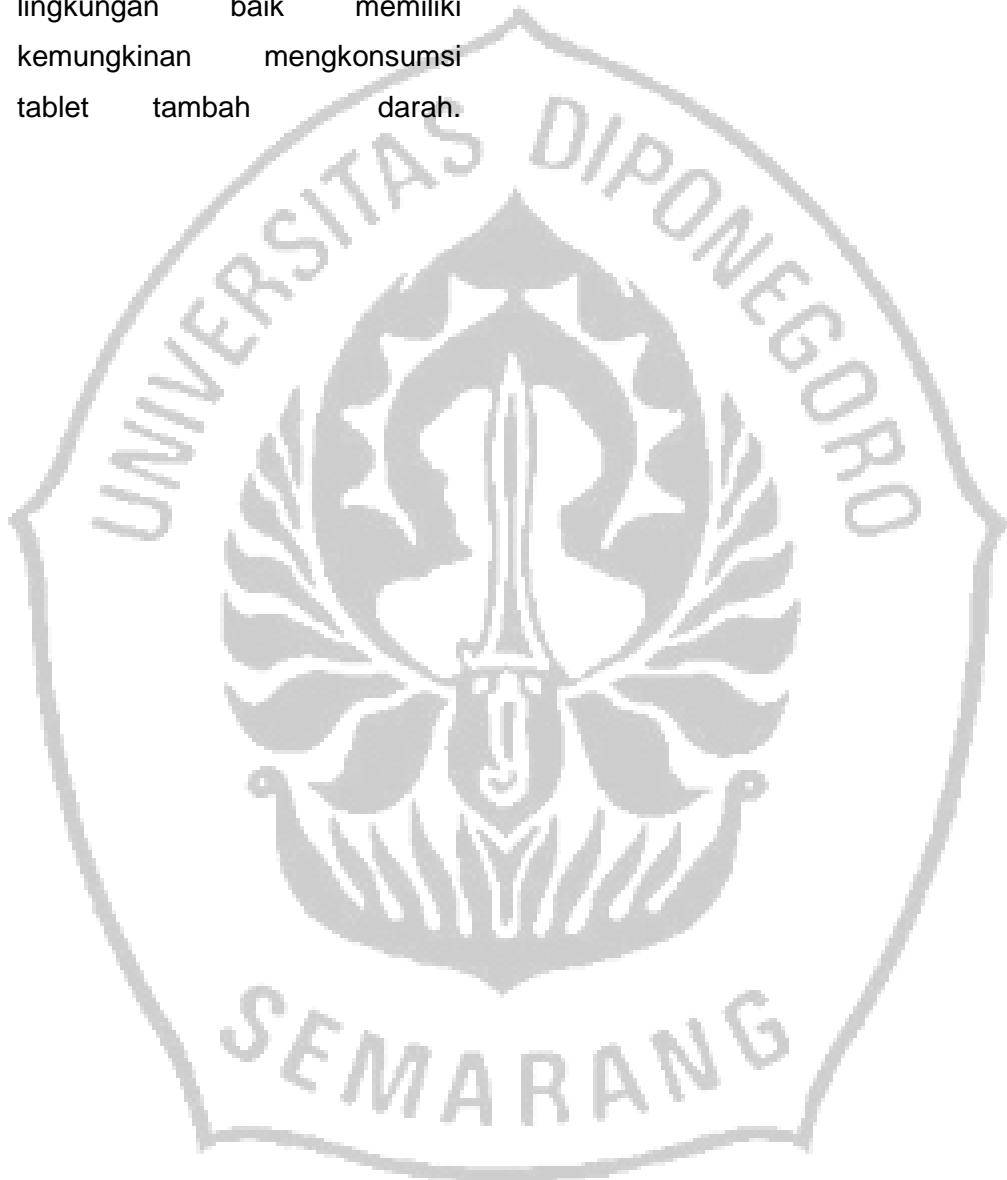 lingkungan baik memiliki
kemungkinan mengkonsumsi
tablet tambah darah.
UNIVERSITAS DIPONEGORO
SEMARANG